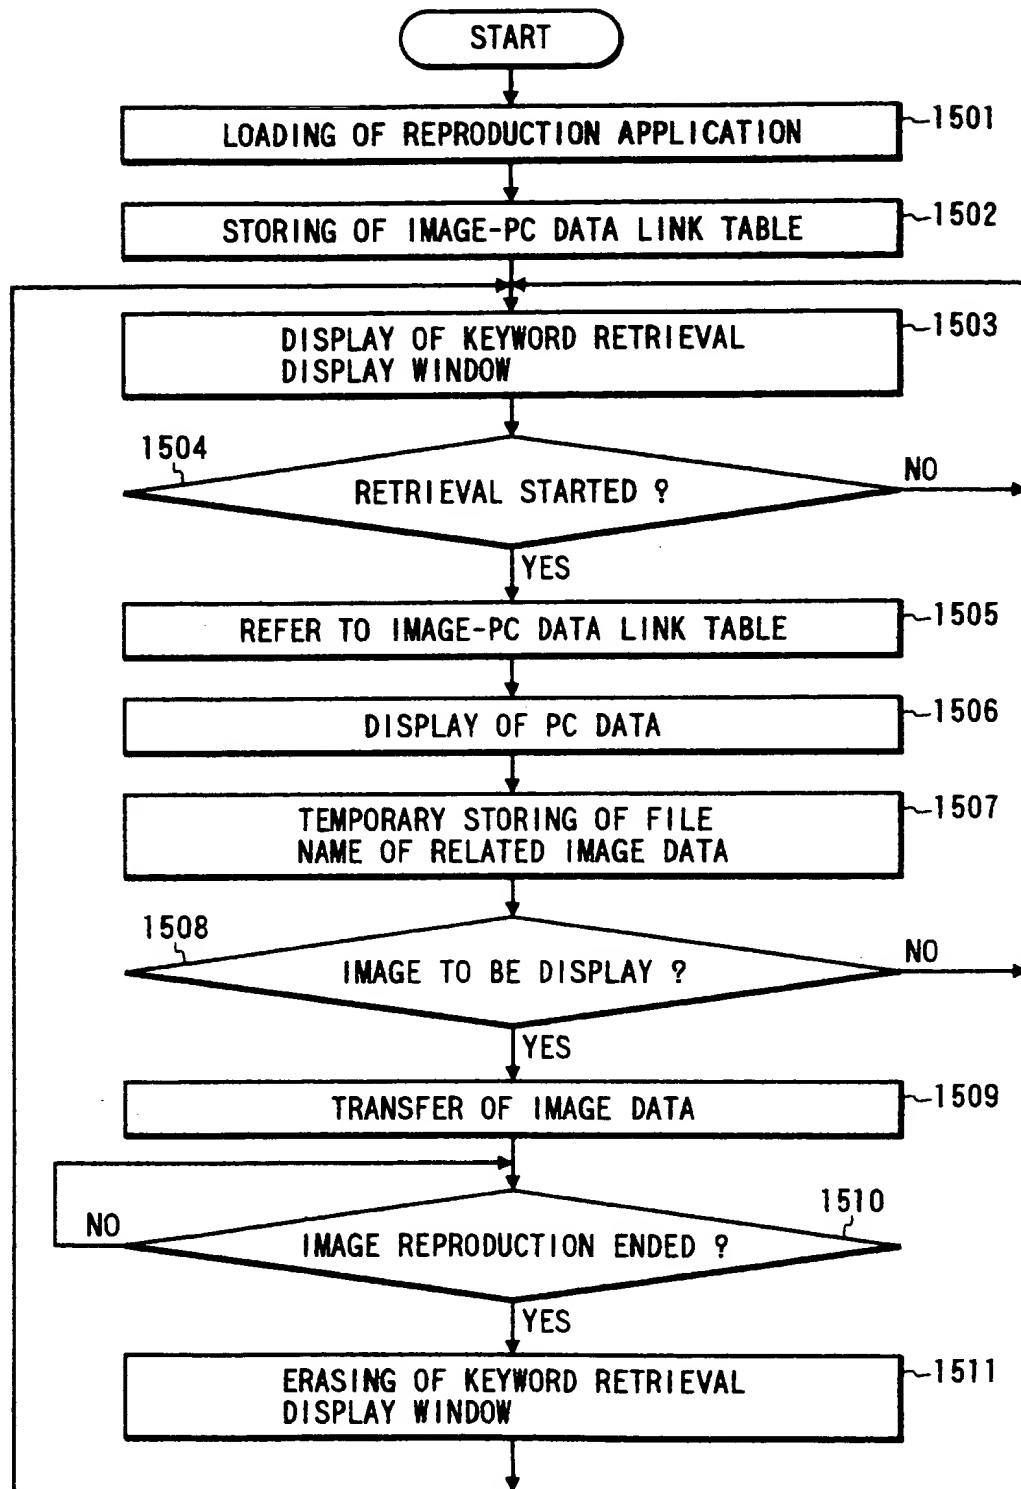 START
LOADING OF REPRODUCTION APPLICATION
1501
STORING OF IMAGE-PC DATA LINK TABLE
1502
DISPLAY OF KEYWORD RETRIEVAL
DISPLAY WINDOW
1503
1504
RETRIEVAL STARTED ?
NO
YES
REFER TO IMAGE-PC DATA LINK TABLE
1505
DISPLAY OF PC DATA
1506
TEMPORARY STORING OF FILE
NAME OF RELATED IMAGE DATA
1507
1508
IMAGE TO BE DISPLAY ?
NO
YES
TRANSFER OF IMAGE DATA
1509
1510
NO
IMAGE REPRODUCTION ENDED ?
YES
ERASING OF KEYWORD RETRIEVAL
DISPLAY WINDOW
1511